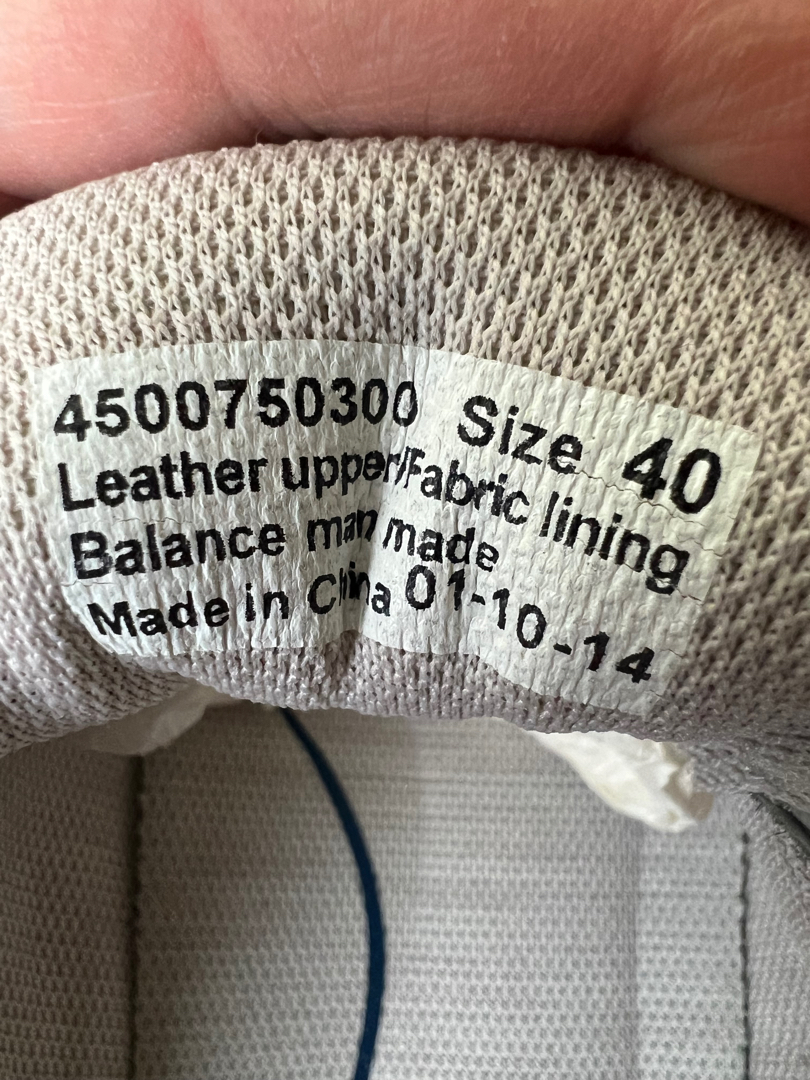 4500750300 Size 40
Leather upper/Fabric lining
Balance man made
Made in China 01-10-14